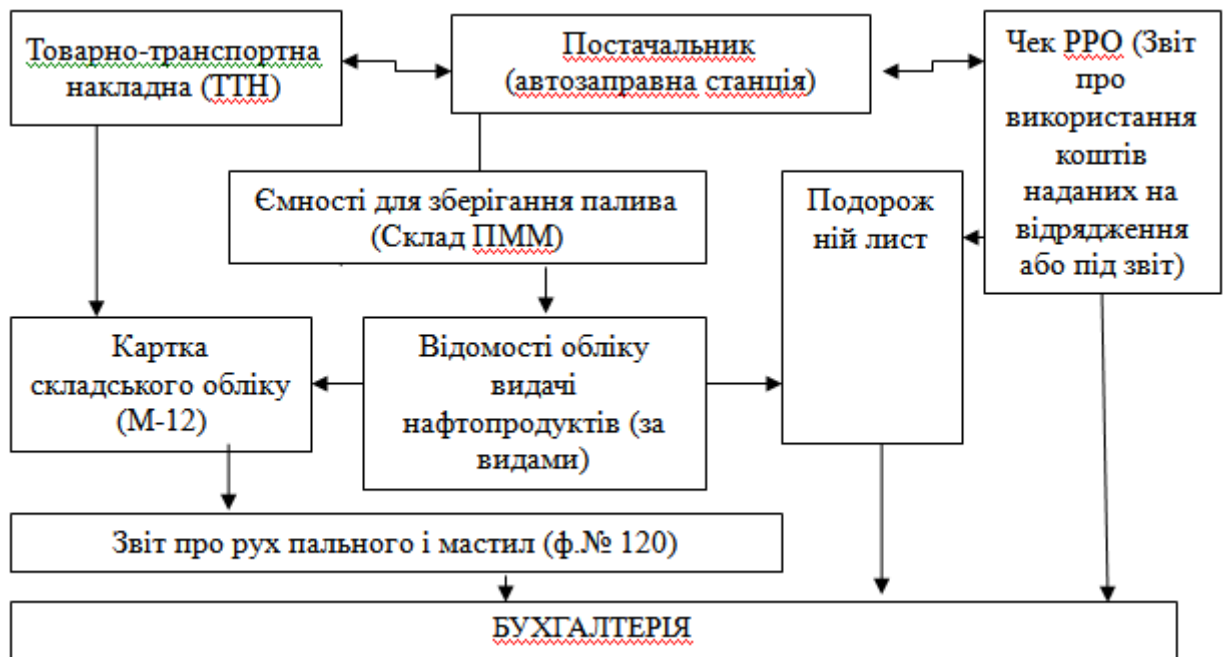 Товарно-транспортна
накладна (ТТН)
Постачальник
(автозаправна станція)
Чек РРО (Звіт
про
використання
коштів
наданих на
відрядження
або під звіт)
Ємності для зберігання палива
(Склад ПММ)
Подорож
ній лист
Картка
складського обліку
(М-12)
Відомості обліку
видачі
нафтопродуктів (за
видами)
Звіт про рух пального і мастил (ф.№ 120)
БУХГАЛТЕРІЯ